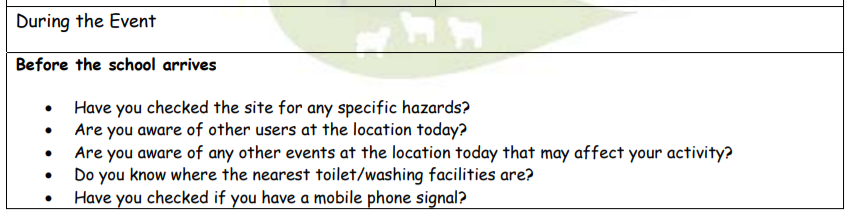 During the Event
Before the school arrives
• Have you checked the site for any specific hazards?
• Are you aware of other users at the location today?
• Are you aware of any other events at the location today that may affect your activity?
• Do you know where the nearest toilet/washing facilities are?
• Have you checked if you have a mobile phone signal?